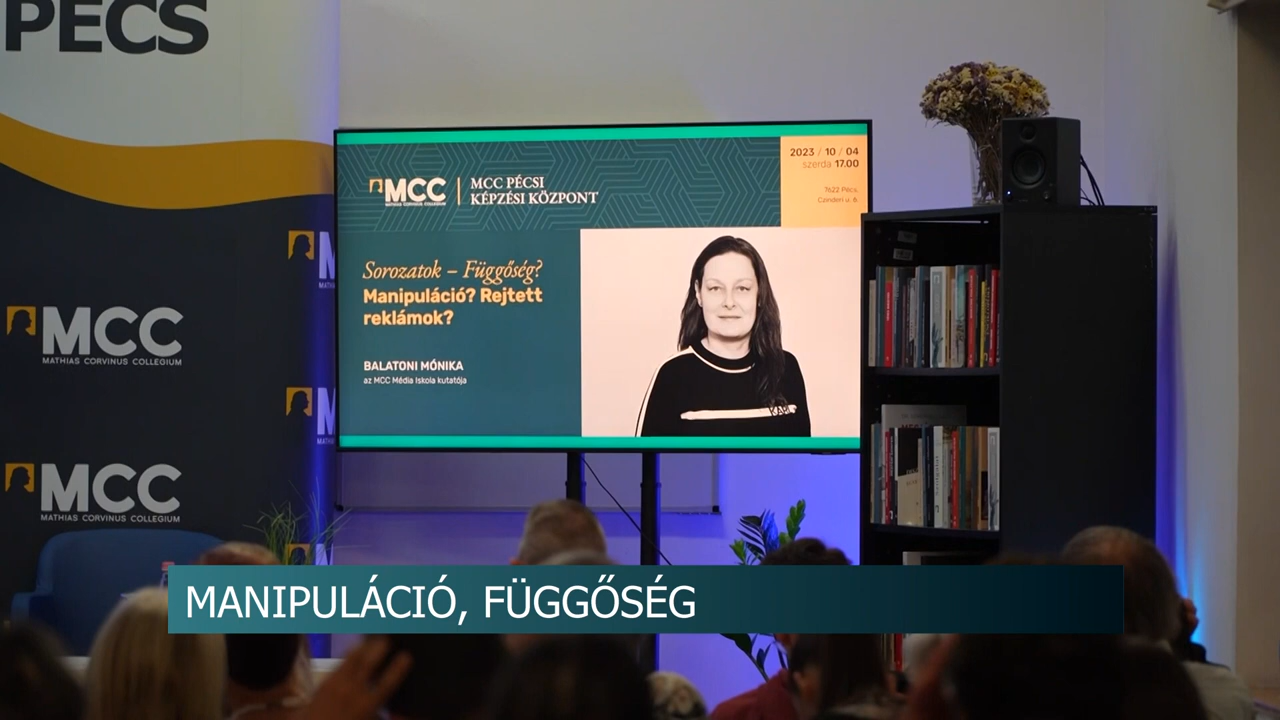 PÉCS
MCC
MATHIAS CORVINUS COLLEGIUM
MCC
MATHIAS CORVINUS COLLEGIUM
MCC
MATHIAS CORVINUS COLLEGIUM
MCC PÉCSI
KÉPZÉSI KÖZPONT
2023 / 10 / 04
szerda 17.00
7622 Pécs,
Czinderi u. 6.
Sorozatok – Függőség?
Manipuláció? Rejtett
reklámok?
BALATONI MÓNIKA
az MCC Média Iskola kutatója
MANIPULÁCIÓ, FÜGGŐSÉG